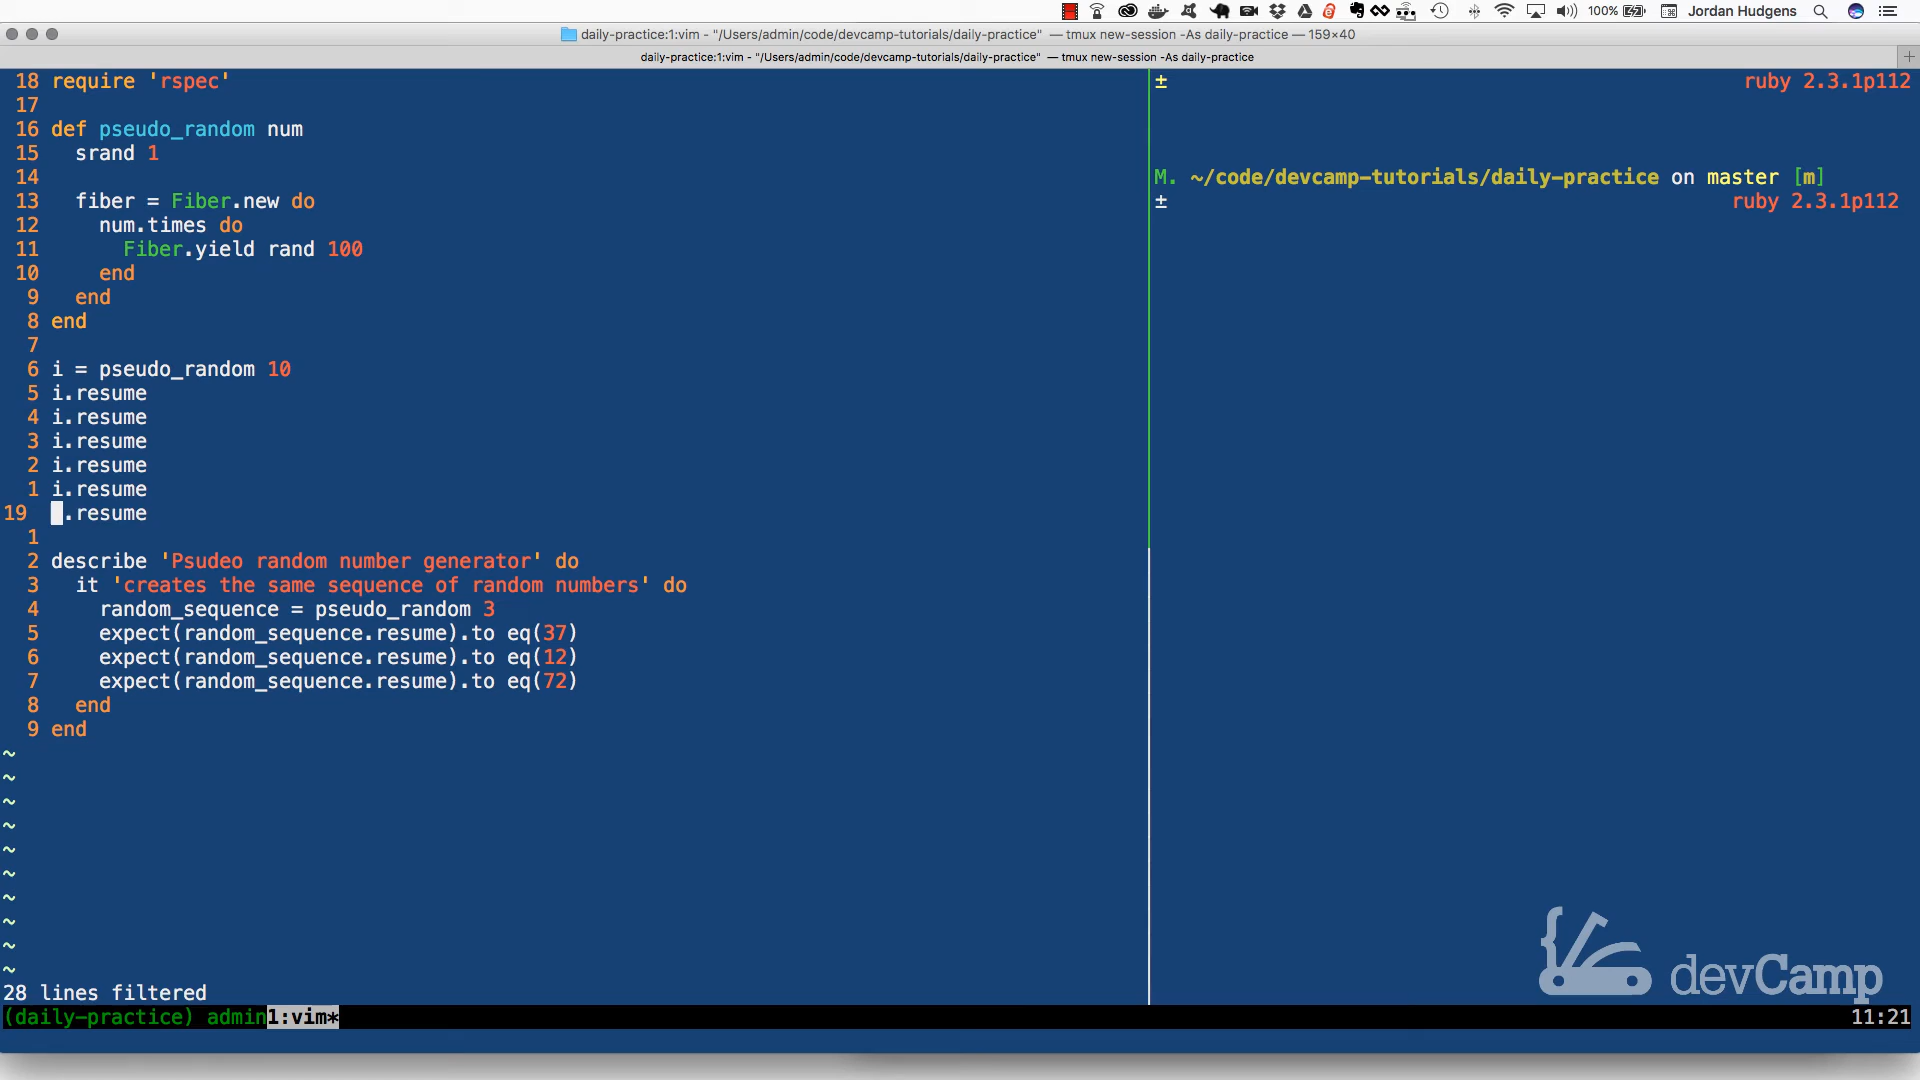 100% Jordan Hudgens
daily-practice:1:vim - "/Users/admin/code/devcamp-tutorials/daily-practice" — tmux new-session -As daily-practice — 159×40
daily-practice:1:vim - "/Users/admin/code/devcamp-tutorials/daily-practice" — tmux new-session -As daily-practice
18 require 'rspec'
17
16 def pseudo_random num
15   srand 1
14
13   fiber = Fiber.new do
12     num.times do
11       Fiber.yield rand 100
10     end
9   end
8 end
7
6 i = pseudo_random 10
5 i.resume
4 i.resume
3 i.resume
2 i.resume
1 i.resume
19 .resume
1
2 describe 'Psudeo random number generator' do
3   it 'creates the same sequence of random numbers' do
4     random_sequence = pseudo_random 3
5     expect(random_sequence.resume).to eq(37)
6     expect(random_sequence.resume).to eq(12)
7     expect(random_sequence.resume).to eq(72)
8   end
9 end
~
~
~
~
~
~
~
~
~
~
28 lines filtered
± ruby 2.3.1p112
M. ~/code/devcamp-tutorials/daily-practice on master [m]
± ruby 2.3.1p112
devCamp
(daily-practice) admin1:vim* 11:21